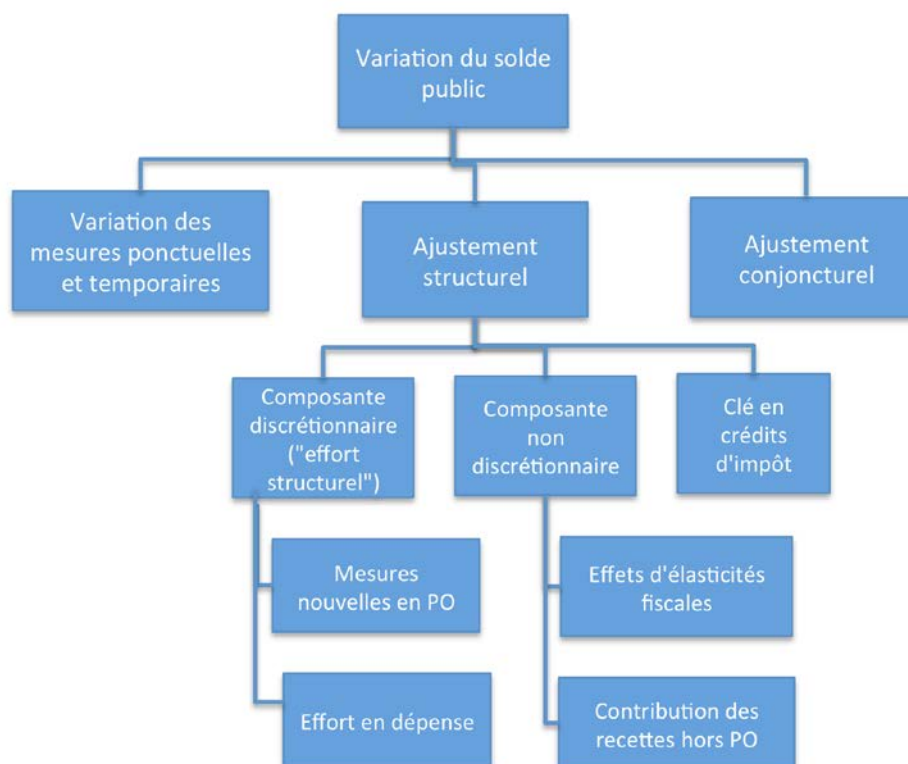 Variation du solde
public
Variation des
mesures ponctuelles
et temporaires
Ajustement
structurel
Ajustement
conjoncturel
Composante
discrétionnaire
("effort
structurel")
Composante
non
discrétionnaire
Clé en
crédits
d'impôt
Mesures
nouvelles en PO
Effets d'élasticités
fiscales
Effort en dépense
Contribution des
recettes hors PO